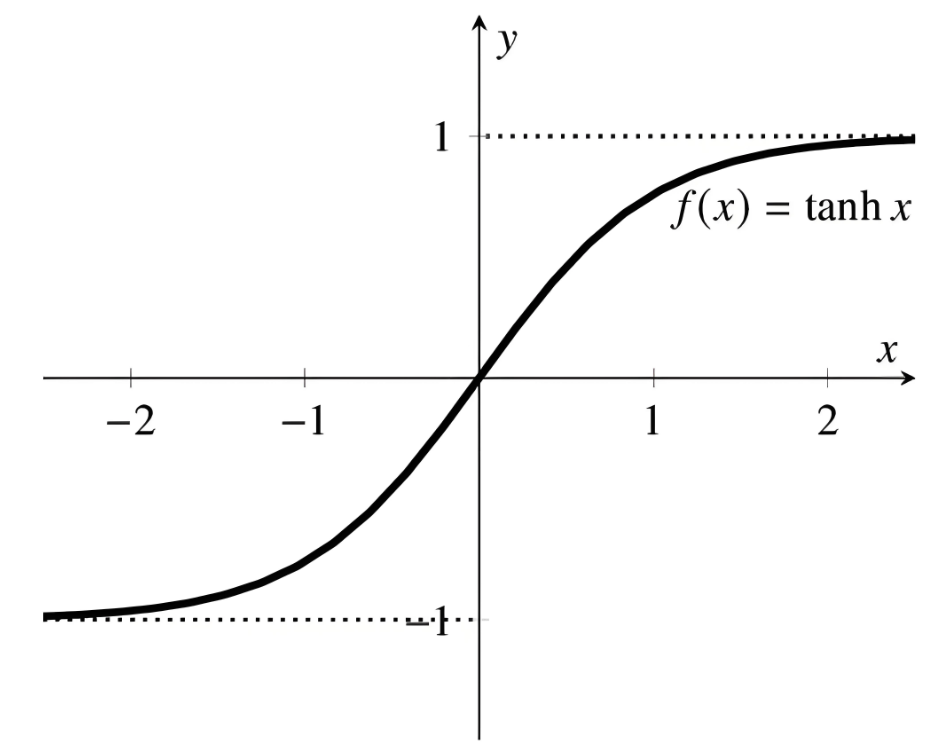 y
1
f(x) = tanh x
x
−2 −1 1 2
−1